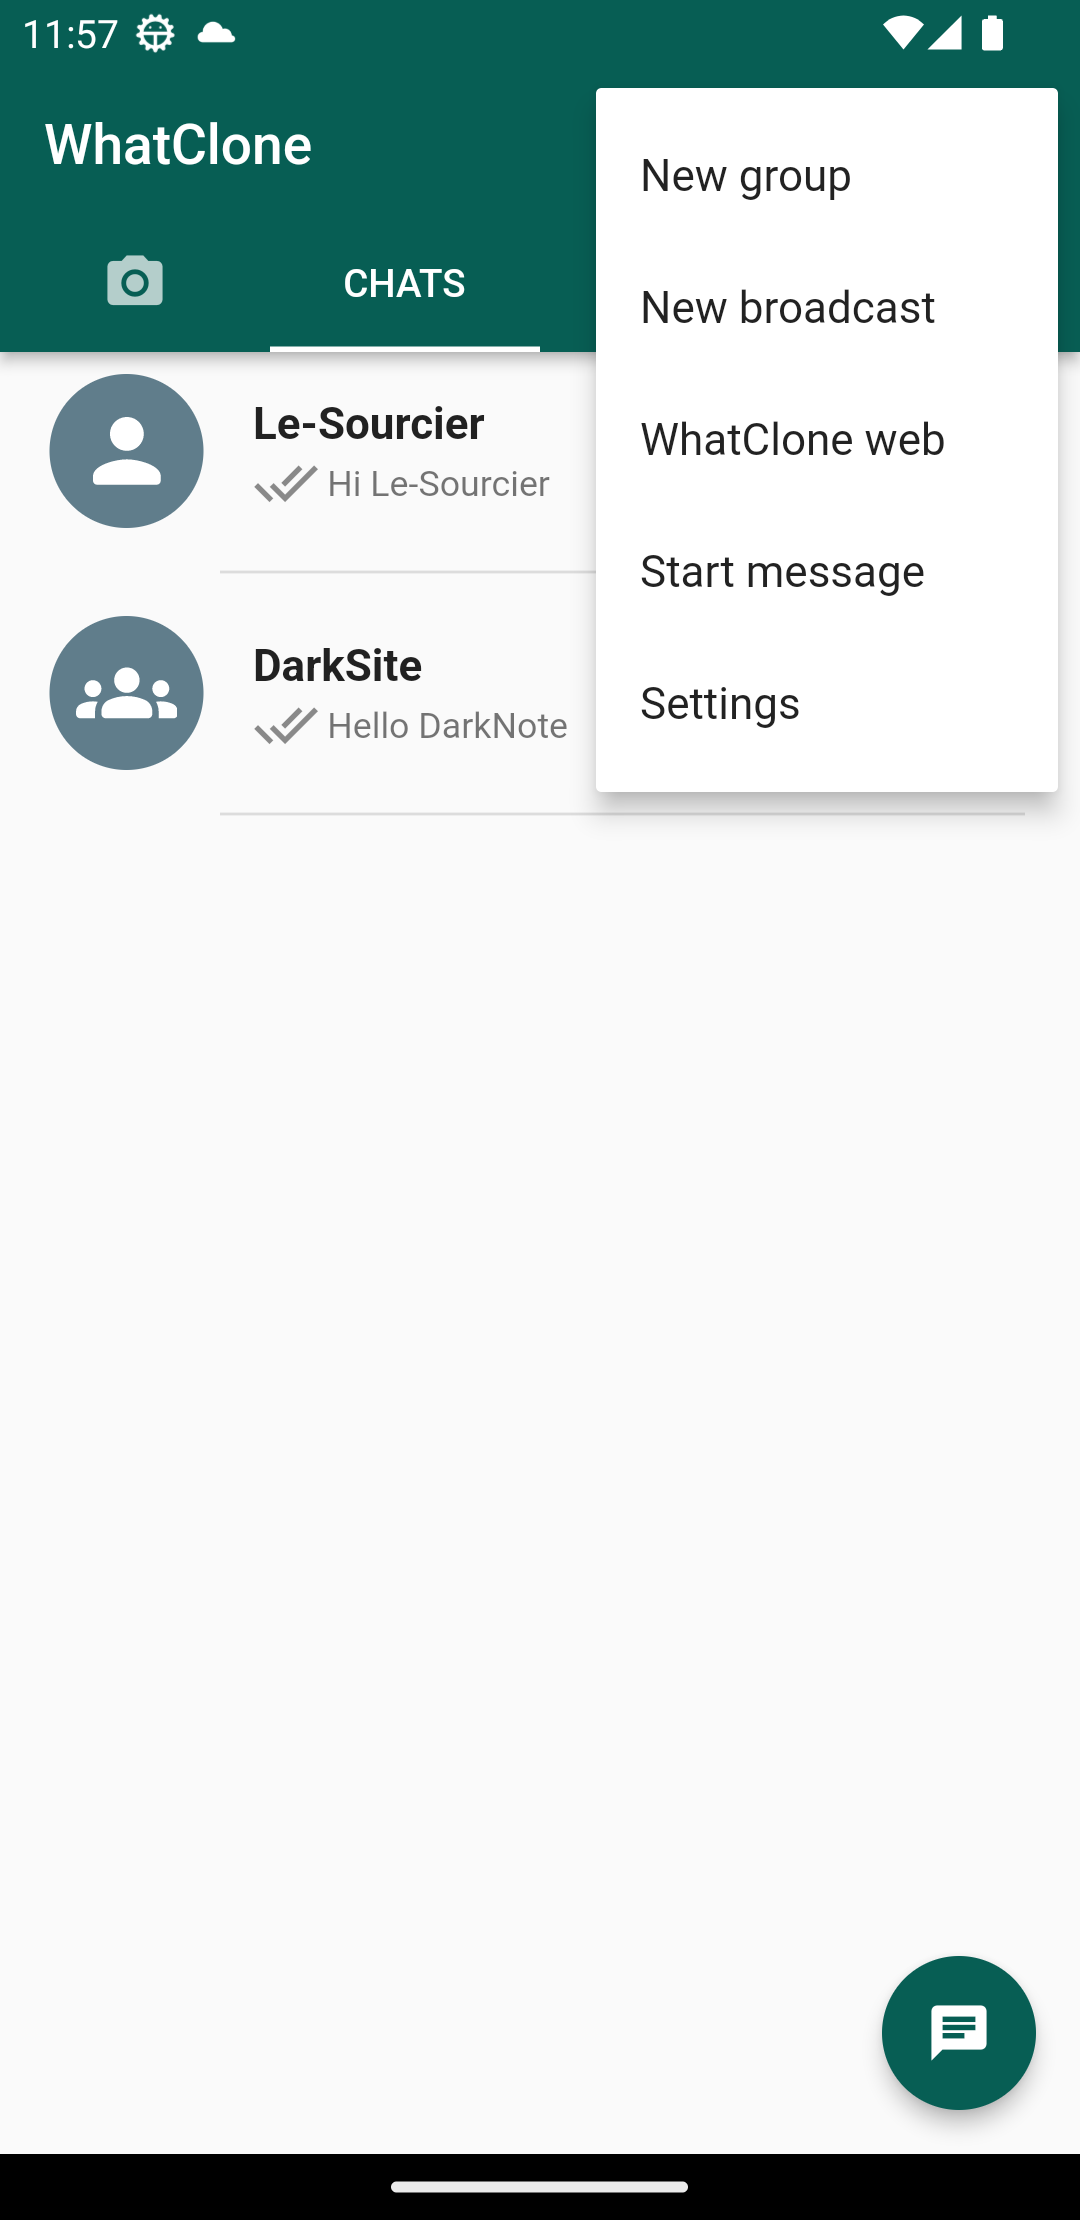 11:57
WhatClone
CHATS
New group
New broadcast
WhatClone web
Start message
Settings
Le-Sourcier
Hi Le-Sourcier
DarkSite
Hello DarkNote